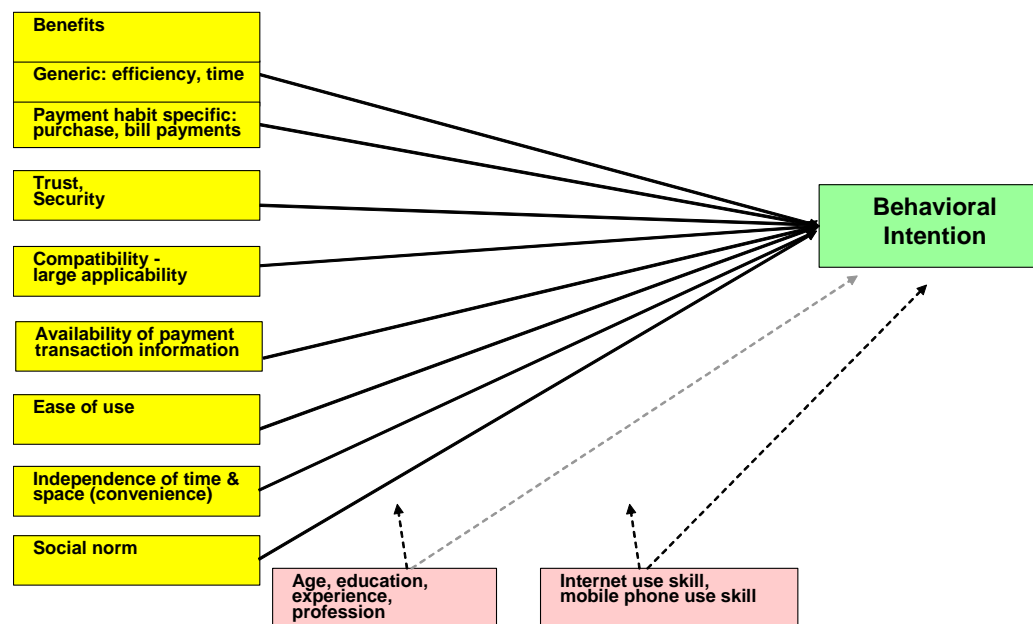 Benefits
Generic: efficiency, time
Payment habit specific:
purchase, bill payments
Trust,
Security
Behavioral
Intention
Compatibility -
large applicability
Availability of payment
transaction information
Ease of use
Independence of time &
space (convenience)
Social norm
Age, education,
experience,
profession
Internet use skill,
mobile phone use skill